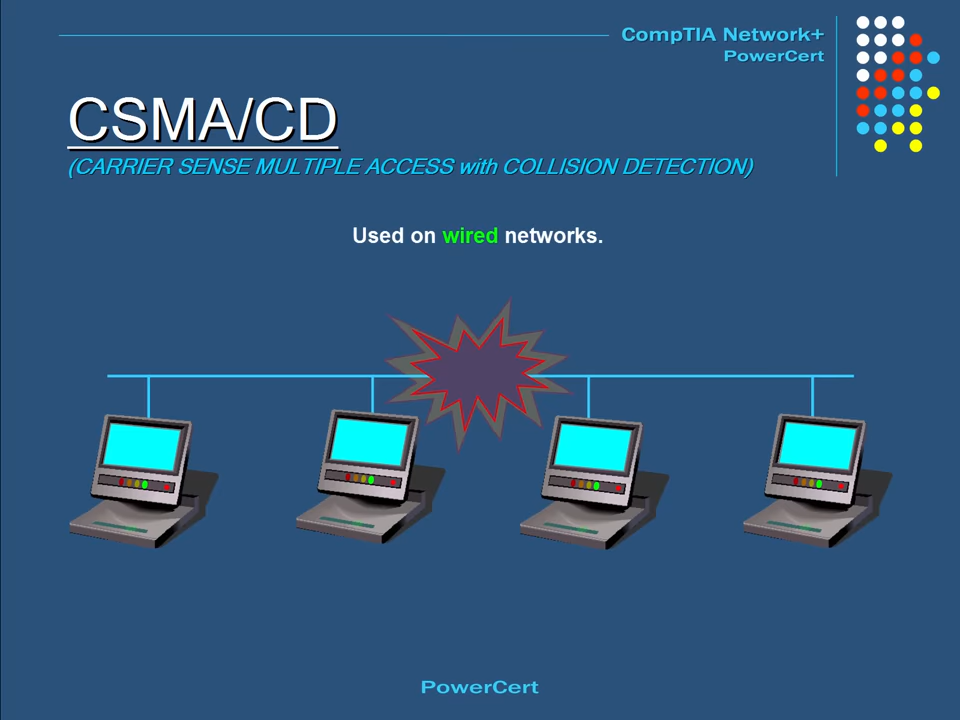 CompTIA Network+
PowerCert
CSMA/CD
(CARRIER SENSE MULTIPLE ACCESS with COLLISION DETECTION)
Used on wired networks.
PowerCert